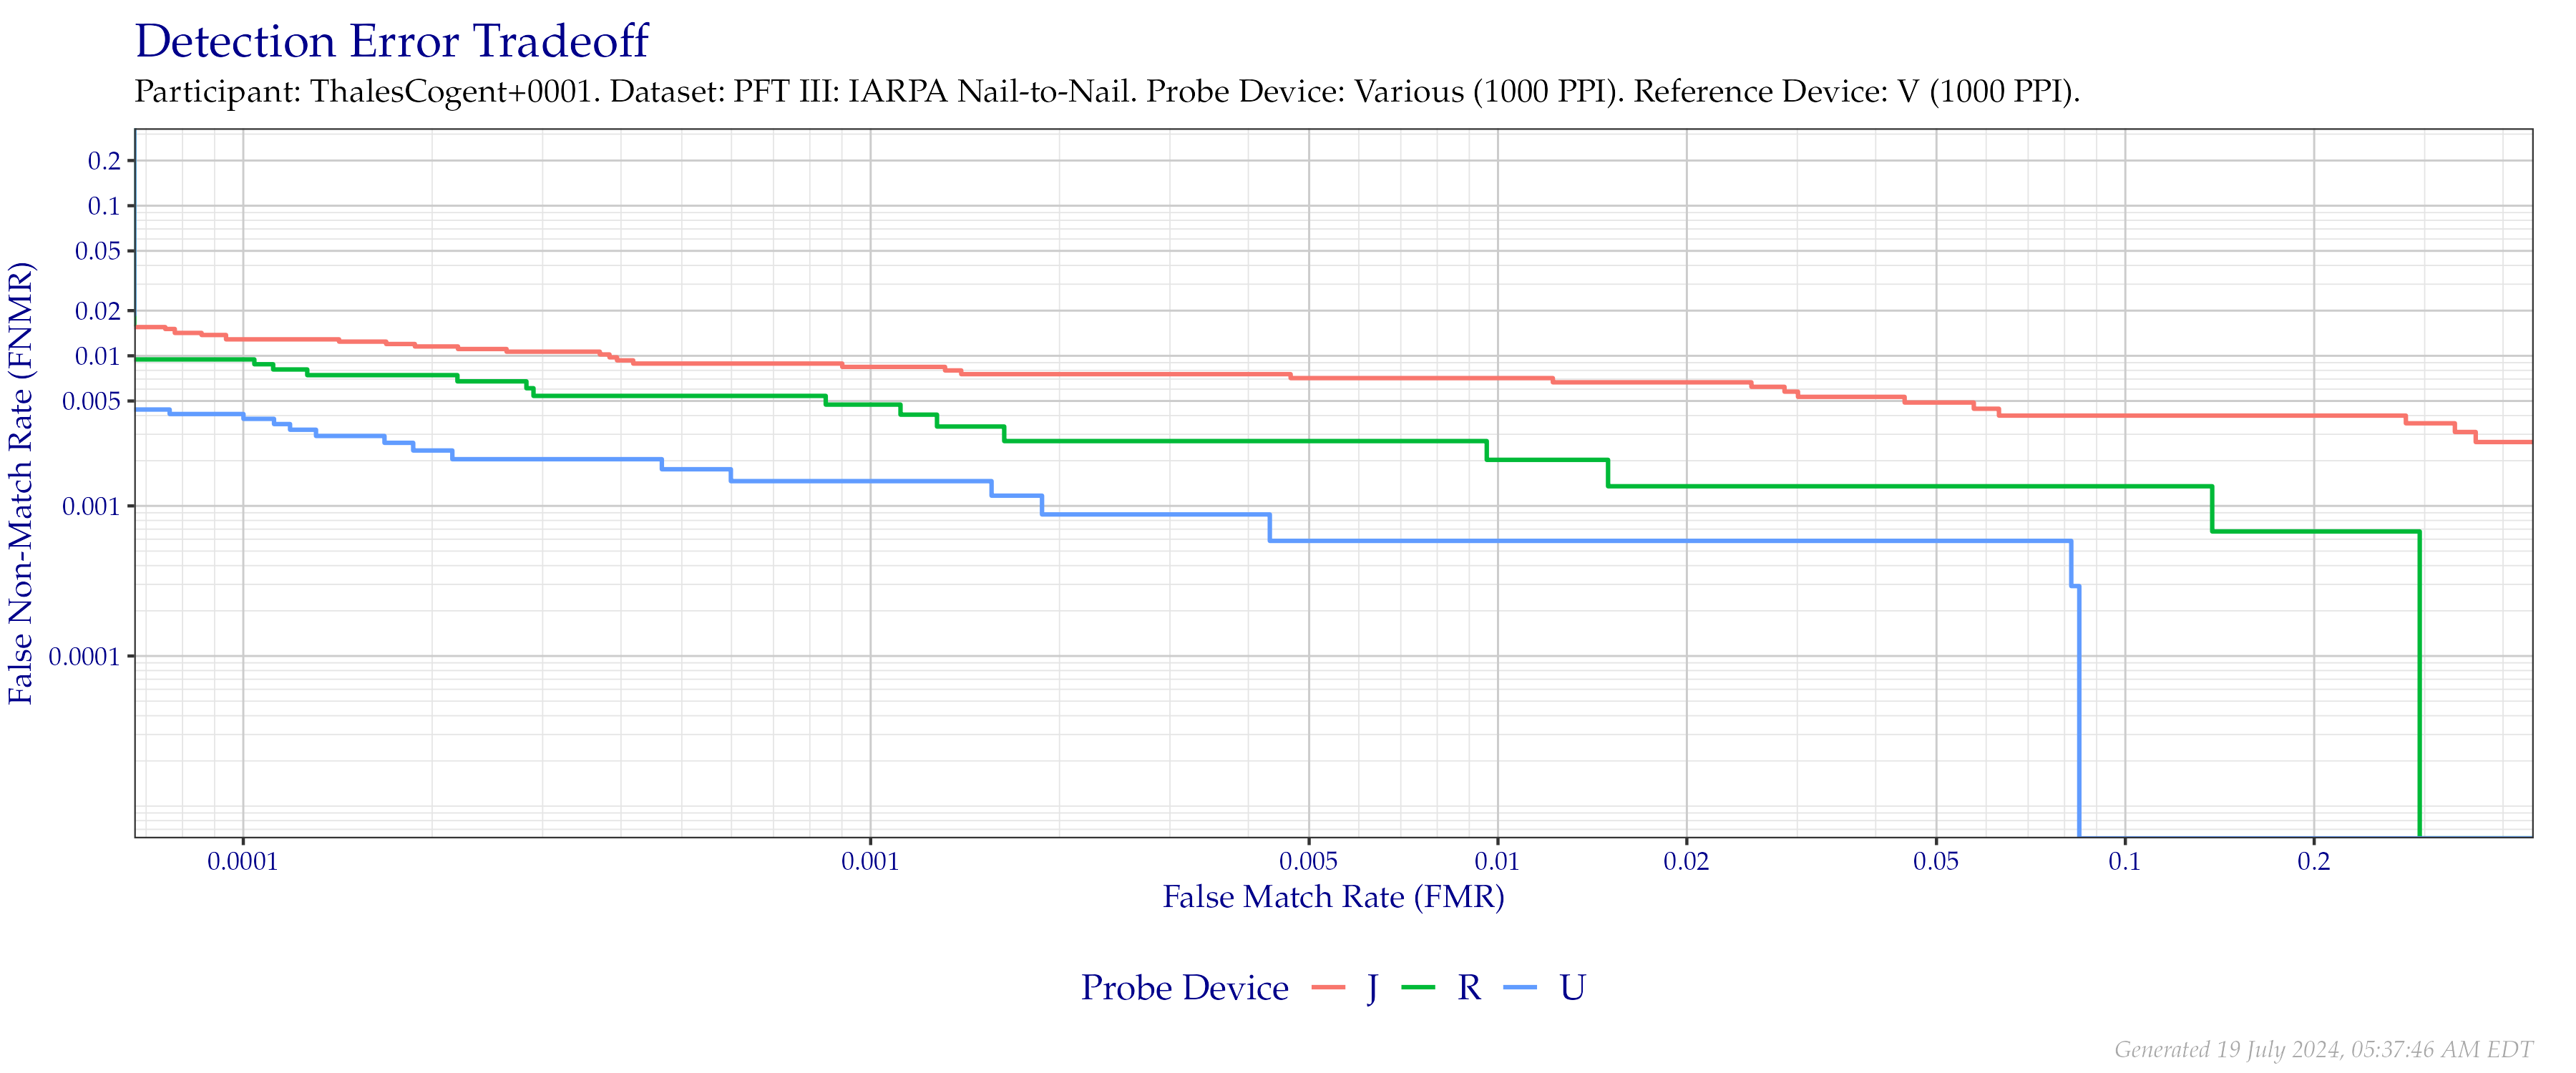 Detection Error Tradeoff
Participant: ThalesCogent+0001. Dataset: PFT III: IARPA Nail-to-Nail. Probe Device: Various (1000 PPI). Reference Device: V (1000 PPI).
False Non-Match Rate (FNMR)
0.2
0.1
0.05
0.02
0.01
0.005
0.001
0.0001
0.0001 0.001 0.005 0.01 0.02 0.05 0.1 0.2
False Match Rate (FMR)
Probe Device J R U
Generated 19 July 2024, 05:37:46 AM EDT